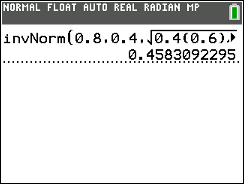 NORMAL FLOAT AUTO REAL RADIAN MP
invNorm(0.8,0.4,√0.4(0.6),▶
0.4583092295